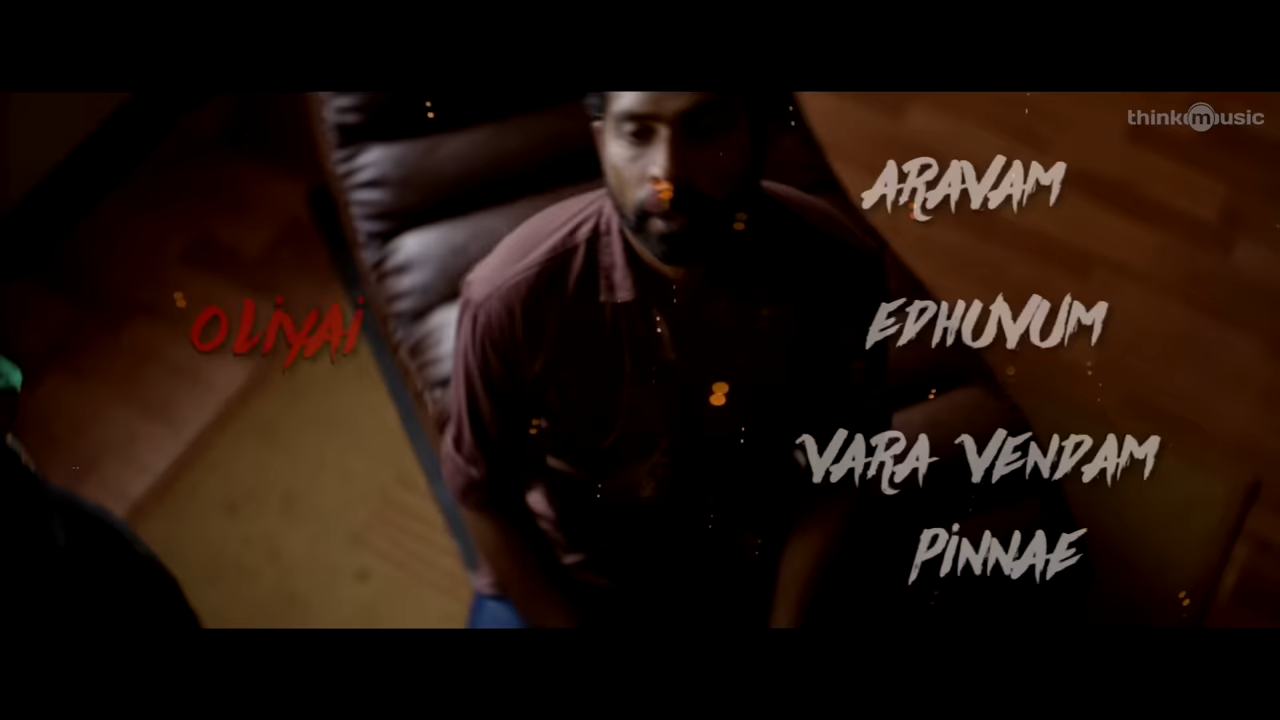 thinkmusic
ARAVAM
OLIYAI
EDHUVUM
VARA VENDAM
PINNAE